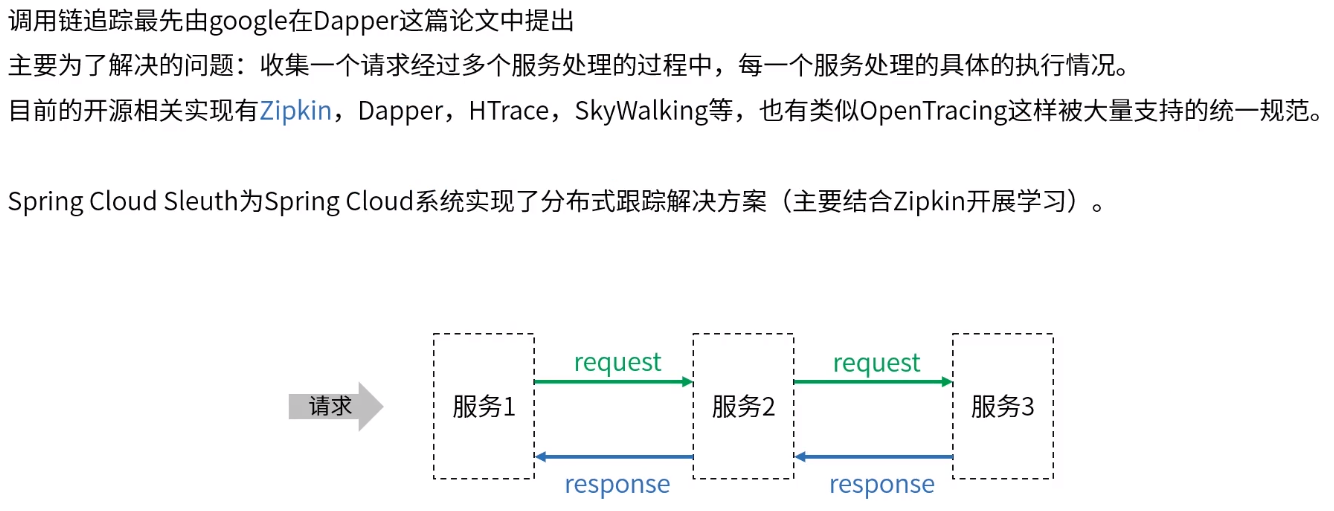 调用链追踪最先由google在Dapper这篇论文中提出
主要为了解决的问题：收集一个请求经过多个服务处理的过程中，每一个服务处理的具体的执行情况。
目前的开源相关实现有Zipkin，Dapper，HTrace，SkyWalking等，也有类似OpenTracing这样被大量支持的统一规范。
Spring Cloud Sleuth为Spring Cloud系统实现了分布式跟踪解决方案（主要结合Zipkin开展学习）。
request
request
请求
服务1
服务2
服务3
response
response